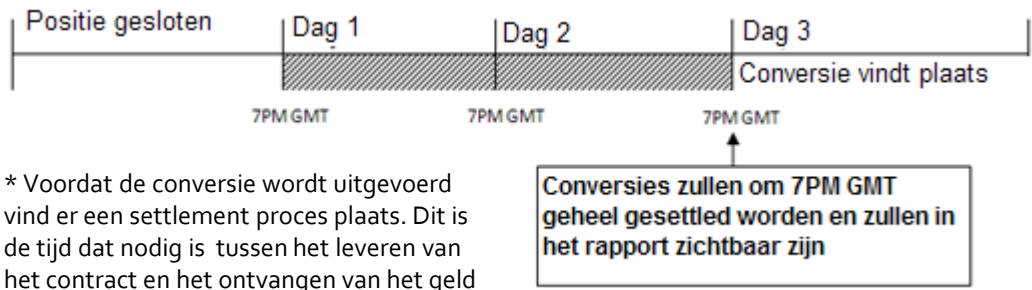 Positie gesloten
Dag 1
Dag 2
Dag 3
Conversie vindt plaats
7PM GMT
7PM GMT
7PM GMT
* Voordat de conversie wordt uitgevoerd
vind er een settlement proces plaats. Dit is
de tijd dat nodig is tussen het leveren van
het contract en het ontvangen van het geld
Conversies zullen om 7PM GMT
geheel gesettled worden en zullen in
het rapport zichtbaar zijn